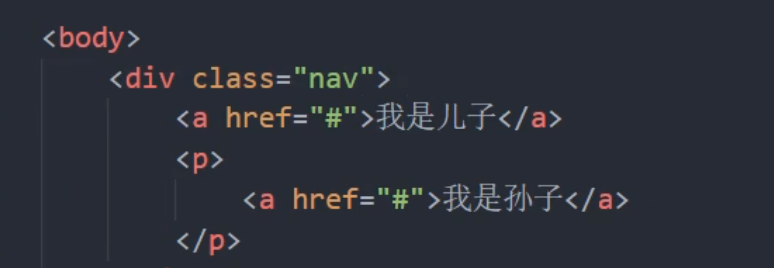 <body>
<div class="nav">
<a href="#">我是儿子</a>
<p>
<a href="#">我是孙子</a>
</p>